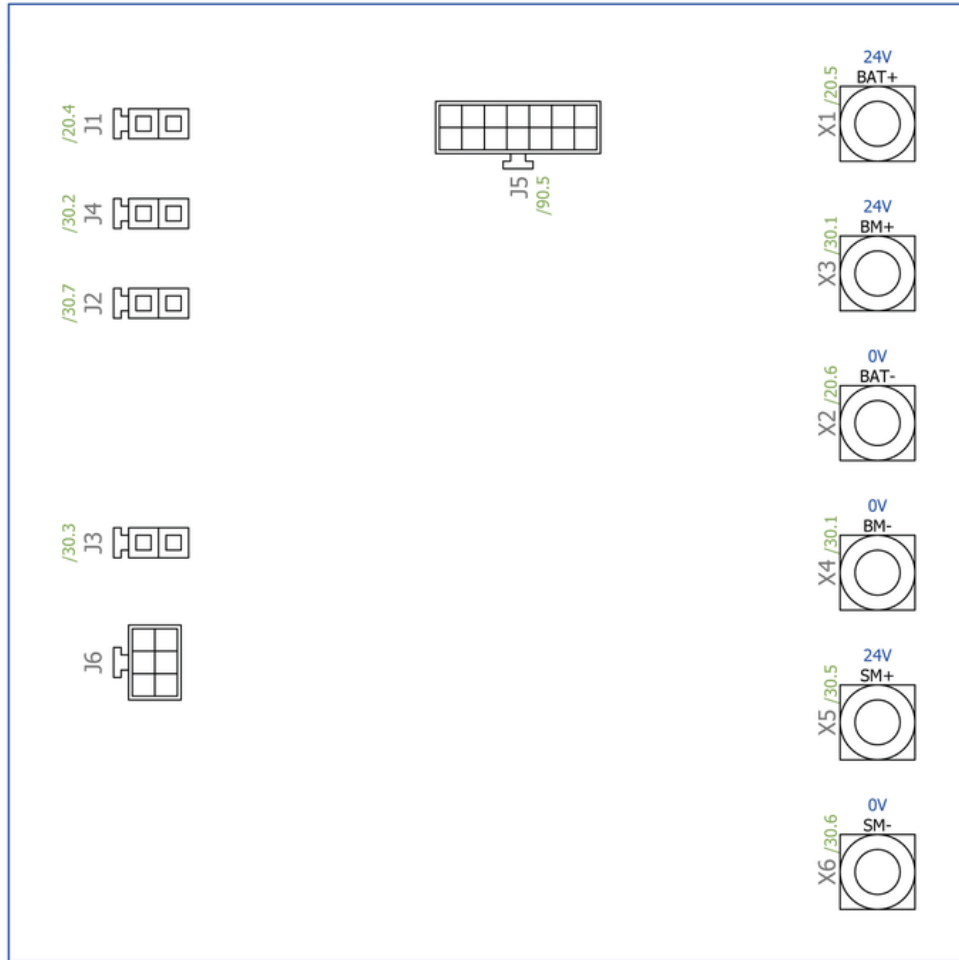 /20.4
J1
/30.2
J4
/30.7
J2
/30.3
J3
J6
J5
/90.5
24V
BAT+
X1 /20.5
24V
BM+
X3 /30.1
0V
BAT-
X2 /20.6
0V
BM-
X4 /30.1
24V
SM+
X5 /30.5
0V
SM-
X6 /30.6